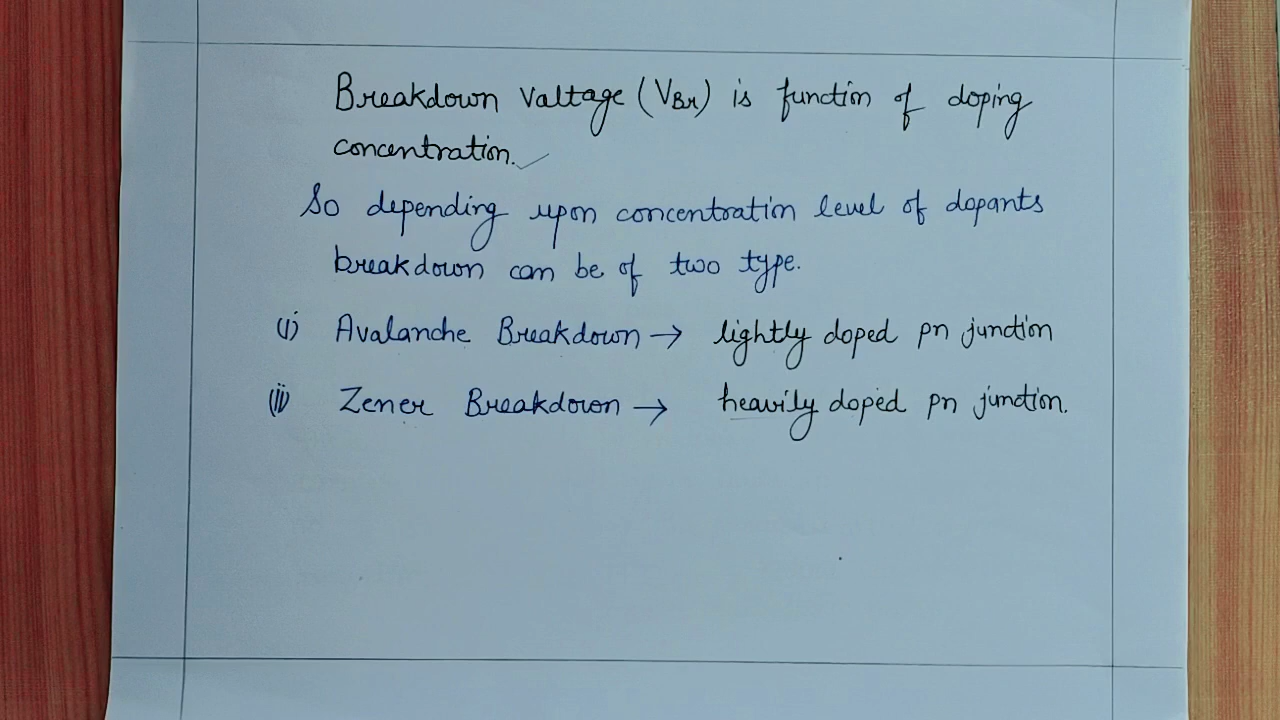 Breakdown Valtage (VBr) is function of doping
concentration.
So depending upon concentration level of dopants
breakdown can be of two type.
(i) Avalanche Breakdown → lightly doped pn junction
(ii) Zener Breakdown → heavily doped pn junction.